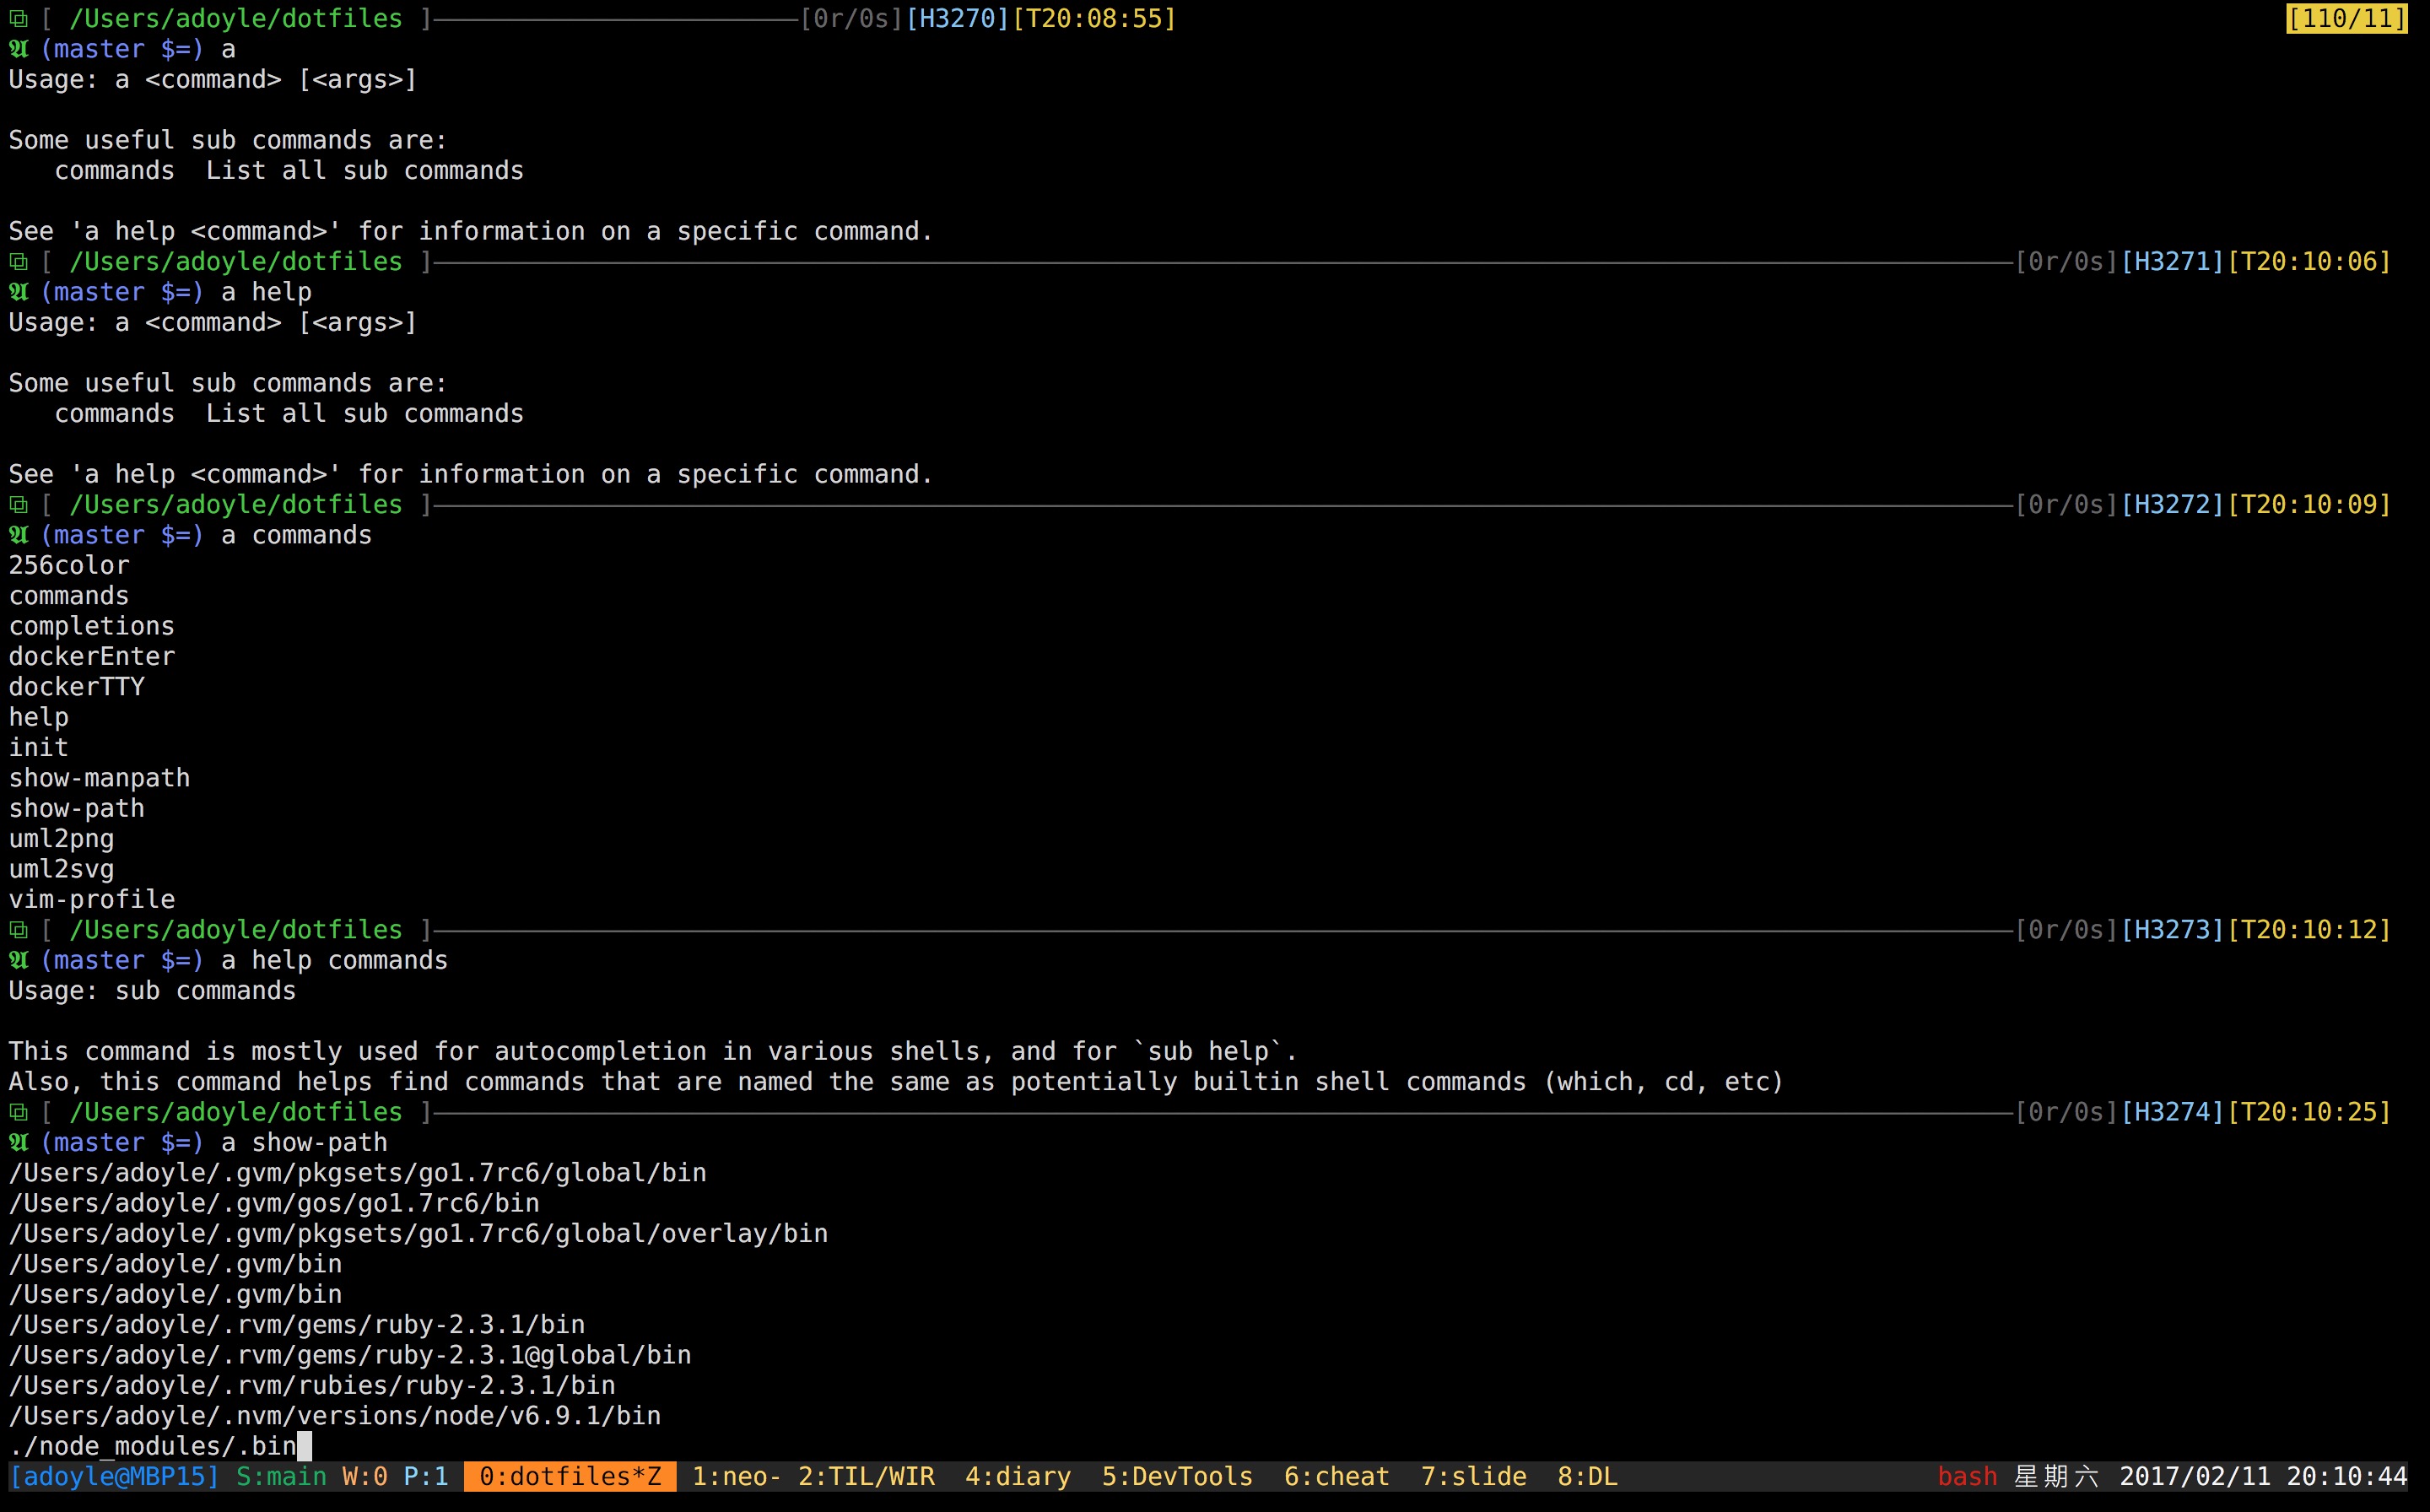 ⧉ [ /Users/adoyle/dotfiles ]────────────────────────[0r/0s][H3270][T20:08:55] [110/11]
𝕬 (master $=) a
Usage: a <command> [<args>]

Some useful sub commands are:
   commands  List all sub commands

See 'a help <command>' for information on a specific command.
⧉ [ /Users/adoyle/dotfiles ]────────────────────────[0r/0s][H3271][T20:10:06]
𝕬 (master $=) a help
Usage: a <command> [<args>]

Some useful sub commands are:
   commands  List all sub commands

See 'a help <command>' for information on a specific command.
⧉ [ /Users/adoyle/dotfiles ]────────────────────────[0r/0s][H3272][T20:10:09]
𝕬 (master $=) a commands
256color
commands
completions
dockerEnter
dockerTTY
help
init
show-manpath
show-path
uml2png
uml2svg
vim-profile
⧉ [ /Users/adoyle/dotfiles ]────────────────────────[0r/0s][H3273][T20:10:12]
𝕬 (master $=) a help commands
Usage: sub commands

This command is mostly used for autocompletion in various shells, and for `sub help`.
Also, this command helps find commands that are named the same as potentially builtin shell commands (which, cd, etc)
⧉ [ /Users/adoyle/dotfiles ]────────────────────────[0r/0s][H3274][T20:10:25]
𝕬 (master $=) a show-path
/Users/adoyle/.gvm/pkgsets/go1.7rc6/global/bin
/Users/adoyle/.gvm/gos/go1.7rc6/bin
/Users/adoyle/.gvm/pkgsets/go1.7rc6/global/overlay/bin
/Users/adoyle/.gvm/bin
/Users/adoyle/.gvm/bin
/Users/adoyle/.rvm/gems/ruby-2.3.1/bin
/Users/adoyle/.rvm/gems/ruby-2.3.1@global/bin
/Users/adoyle/.rvm/rubies/ruby-2.3.1/bin
/Users/adoyle/.nvm/versions/node/v6.9.1/bin
./node_modules/.bin
[adoyle@MBP15] S:main W:0 P:1  0:dotfiles*Z  1:neo- 2:TIL/WIR  4:diary  5:DevTools  6:cheat  7:slide  8:DL bash 星期六 2017/02/11 20:10:44